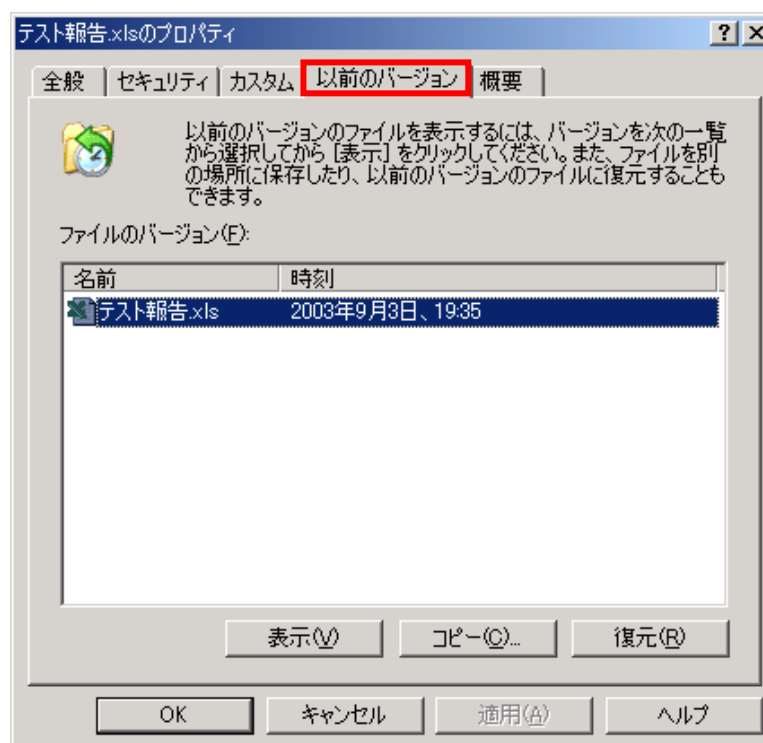 テスト報告.xlsのプロパティ
全般 セキュリティ カスタム 以前のバージョン 概要
以前のバージョンのファイルを表示するには、バージョンを次の一覧
から選択してから [表示] をクリックしてください。また、ファイルを別
の場所に保存したり、以前のバージョンのファイルに復元することも
できます。
ファイルのバージョン(F):
名前 時刻
テスト報告.xls 2003年9月3日、19:35
表示(V) コピー(C)... 復元(R)
OK キャンセル 適用(A) ヘルプ